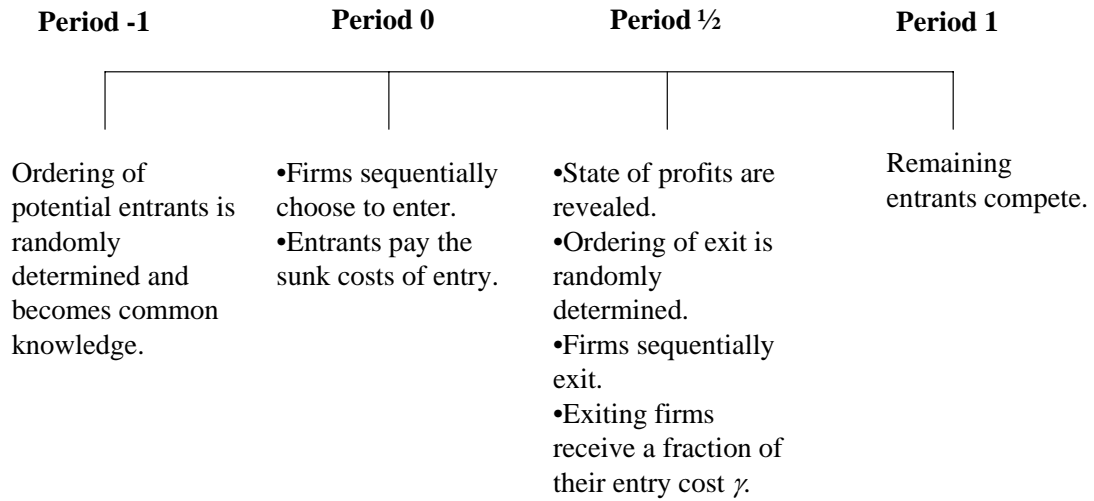 Period -1
Period 0
Period ½
Period 1
Ordering of
potential entrants is
randomly
determined and
becomes common
knowledge.
•Firms sequentially
choose to enter.
•Entrants pay the
sunk costs of entry.
•State of profits are
revealed.
•Ordering of exit is
randomly
determined.
•Firms sequentially
exit.
•Exiting firms
receive a fraction of
their entry cost γ.
Remaining
entrants compete.